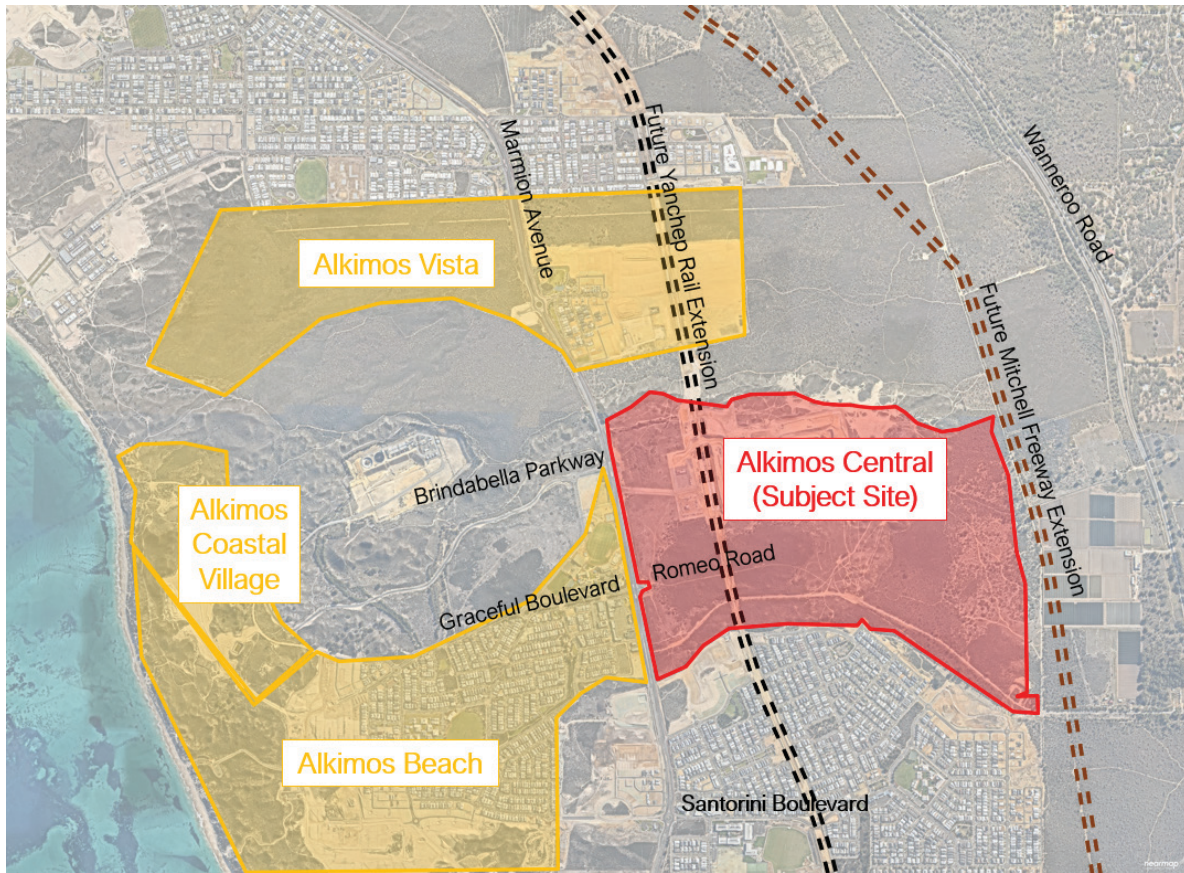 Marmion Avenue
Future Yanchep Rail Extension
Wanneroo Road
Alkimos Vista
Future Mitchell Freeway Extension
Brindabella Parkway
Alkimos Central
(Subject Site)
Alkimos
Coastal
Village
Graceful Boulevard
Romeo Road
Alkimos Beach
Santorini Boulevard
nearmap